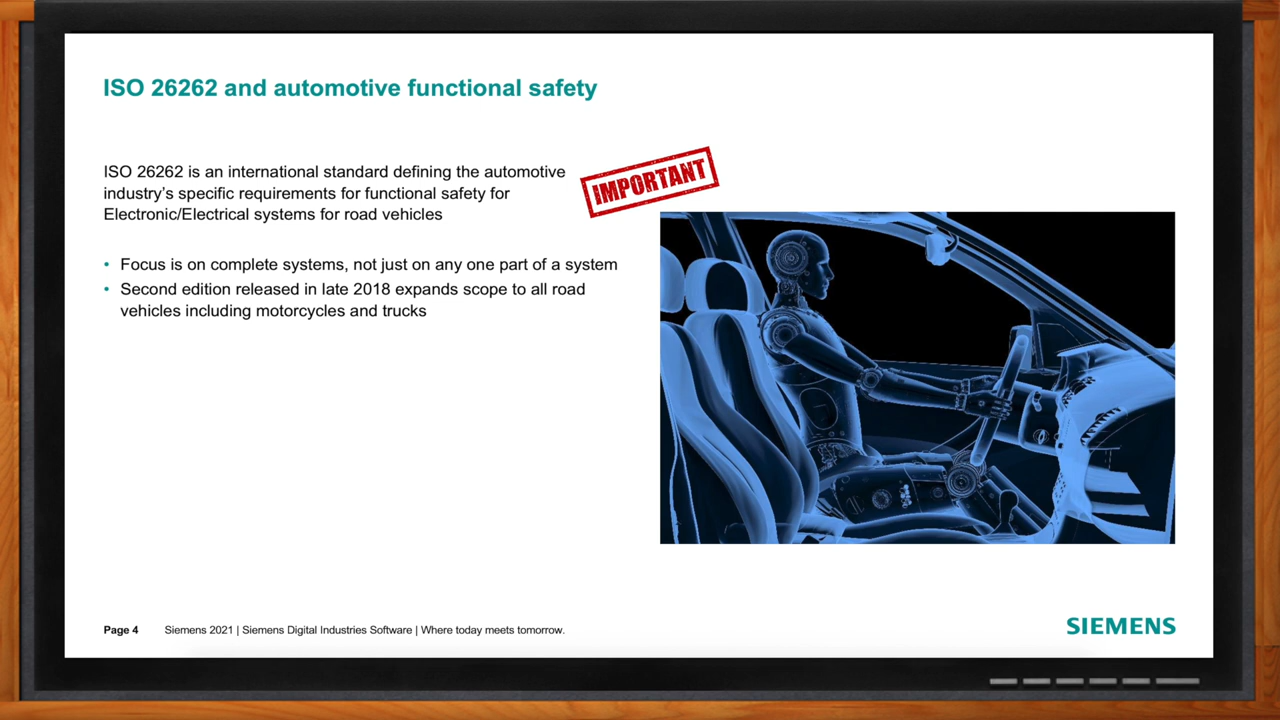 ISO 26262 and automotive functional safety
ISO 26262 is an international standard defining the automotive
industry’s specific requirements for functional safety for
Electronic/Electrical systems for road vehicles
IMPORTANT
• Focus is on complete systems, not just on any one part of a system
• Second edition released in late 2018 expands scope to all road
vehicles including motorcycles and trucks
Page 4 Siemens 2021 | Siemens Digital Industries Software | Where today meets tomorrow.
SIEMENS